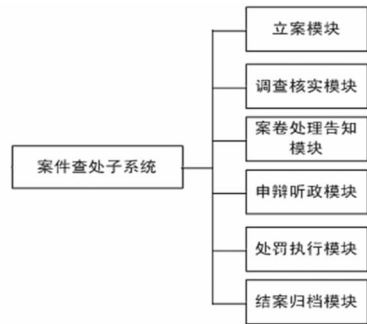 立案模块
调查核实模块
案卷处理告知
模块
案件查处子系统
申辩听政模块
处罚执行模块
结案归档模块